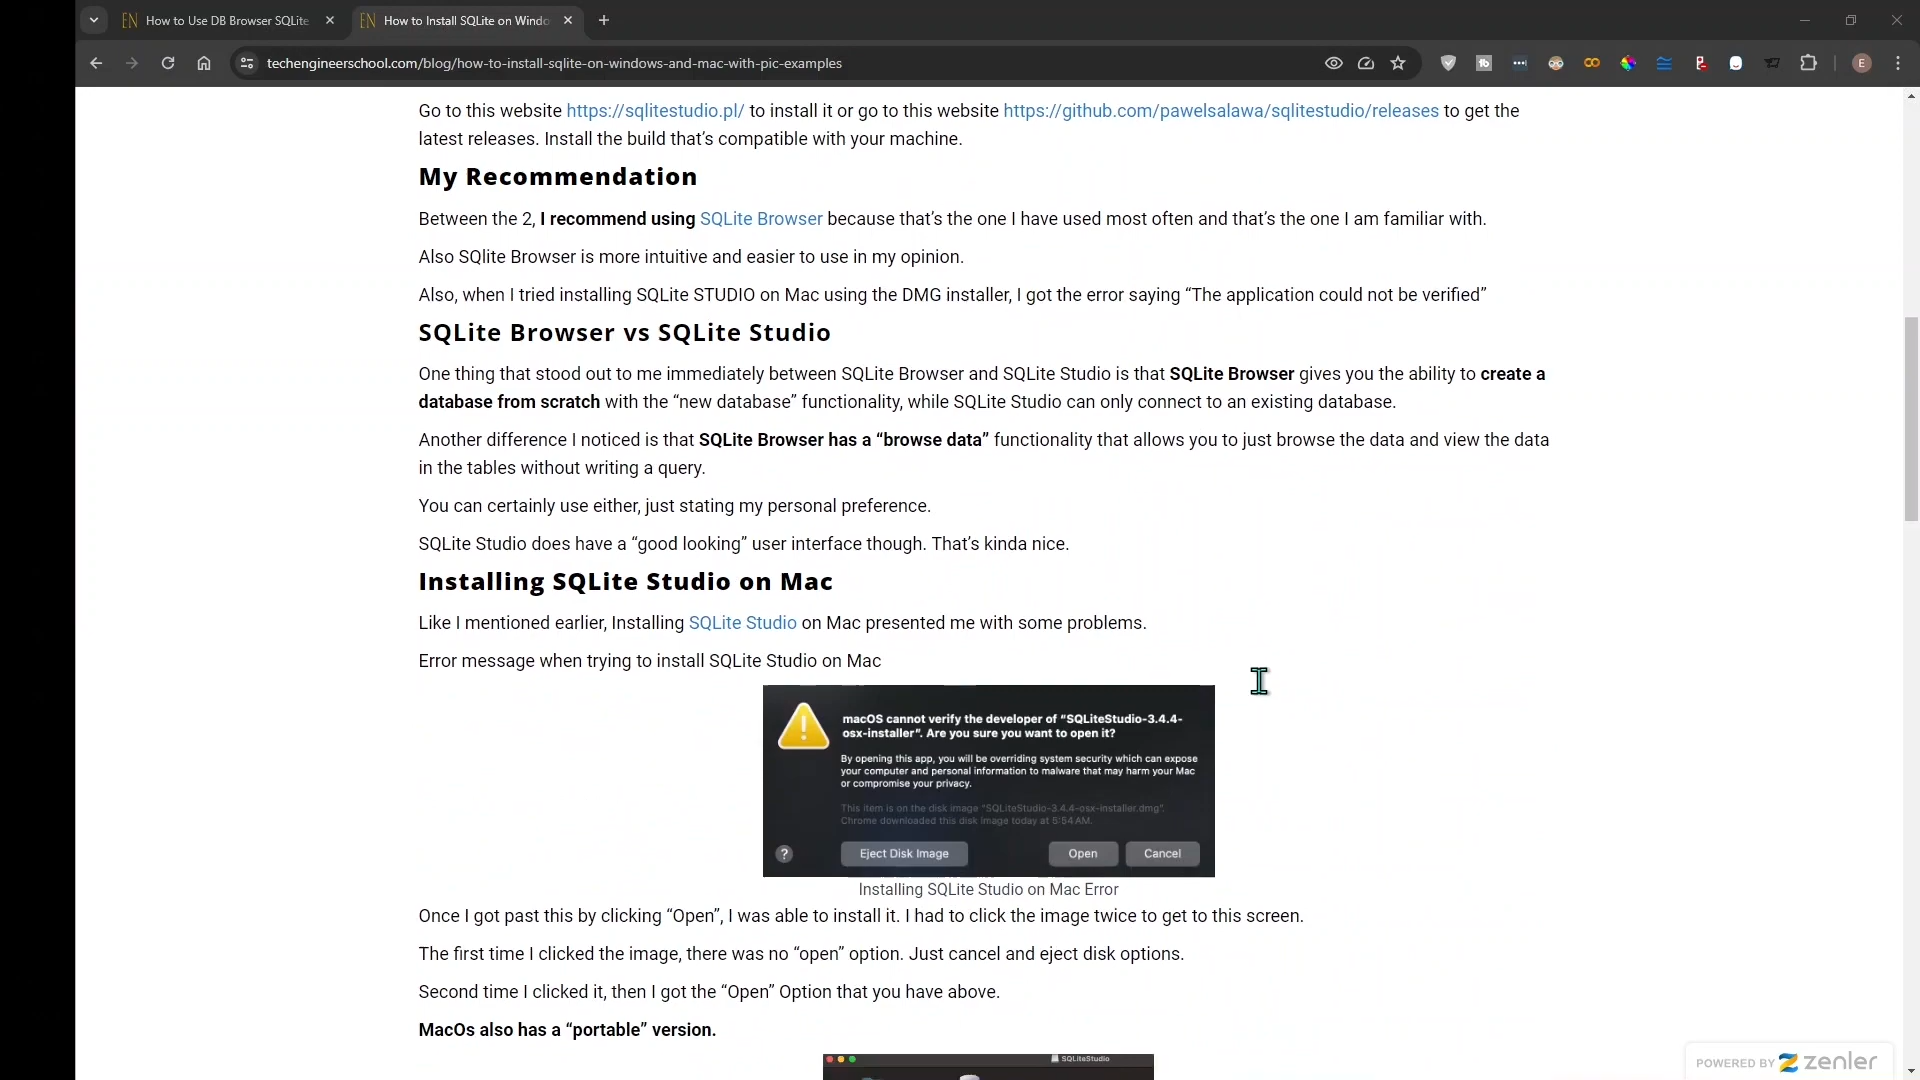 How to Use DB Browser SQLite
How to Install SQLite on Windo
techengineerschool.com/blog/how-to-install-sqlite-on-windows-and-mac-with-pic-examples
E
Go to this website https://sqlitestudio.pl/ to install it or go to this website https://github.com/pawelsalawa/sqlitestudio/releases to get the
latest releases. Install the build that’s compatible with your machine.
My Recommendation
Between the 2, I recommend using SQLite Browser because that’s the one I have used most often and that’s the one I am familiar with.
Also SQlite Browser is more intuitive and easier to use in my opinion.
Also, when I tried installing SQLite STUDIO on Mac using the DMG installer, I got the error saying “The application could not be verified”
SQLite Browser vs SQLite Studio
One thing that stood out to me immediately between SQLite Browser and SQLite Studio is that SQLite Browser gives you the ability to create a
database from scratch with the “new database” functionality, while SQLite Studio can only connect to an existing database.
Another difference I noticed is that SQLite Browser has a “browse data” functionality that allows you to just browse the data and view the data
in the tables without writing a query.
You can certainly use either, just stating my personal preference.
SQLite Studio does have a “good looking” user interface though. That’s kinda nice.
Installing SQLite Studio on Mac
Like I mentioned earlier, Installing SQLite Studio on Mac presented me with some problems.
Error message when trying to install SQLite Studio on Mac
macOS cannot verify the developer of “SQLiteStudio-3.4.4-
osx-installer”. Are you sure you want to open it?
By opening this app, you will be overriding system security which can expose
your computer and personal information to malware that may harm your Mac
or compromise your privacy.
This item is on the disk image “SQLiteStudio-3.4.4-osx-installer.dmg”.
Chrome downloaded this disk image today at 5:54 AM.
? Eject Disk Image Open Cancel
Installing SQLite Studio on Mac Error
Once I got past this by clicking “Open”, I was able to install it. I had to click the image twice to get to this screen.
The first time I clicked the image, there was no “open” option. Just cancel and eject disk options.
Second time I clicked it, then I got the “Open” Option that you have above.
MacOs also has a “portable” version.
SQLiteStudio
POWERED BY zenler